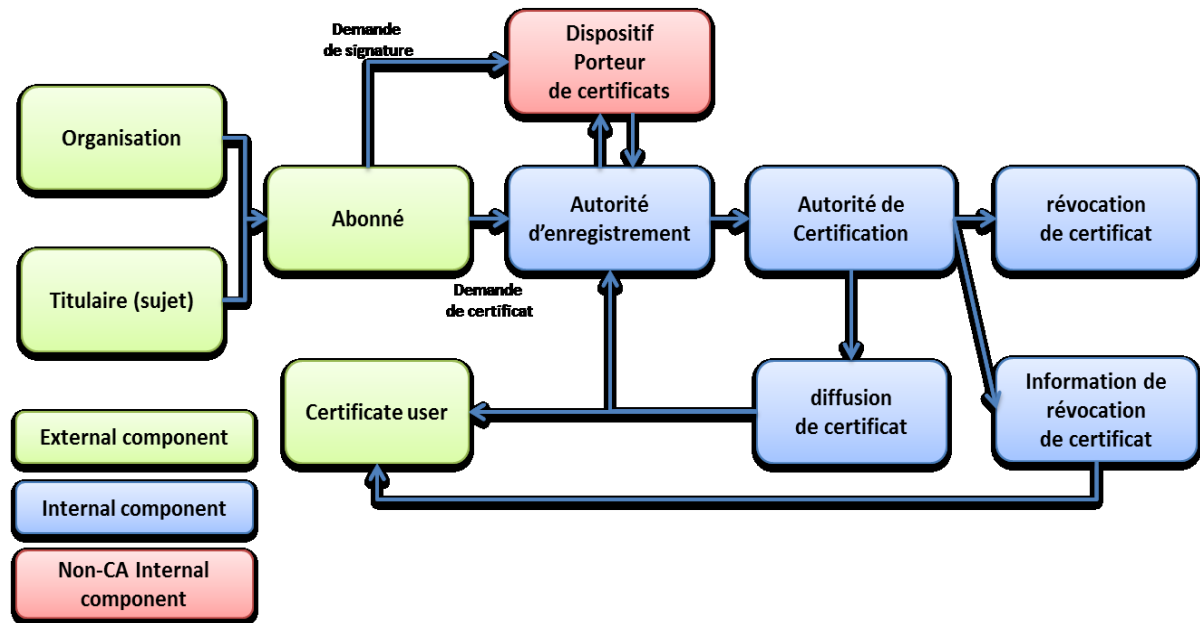 Demande
de signature
Dispositif
Porteur
de certificats
Organisation
Abonné
Autorité
d'enregistrement
Autorité de
Certification
révocation
de certificat
Titulaire (sujet)
Demande
de certificat
Certificate user
diffusion
de certificat
Information de
révocation
de certificat
External component
Internal component
Non-CA Internal
component